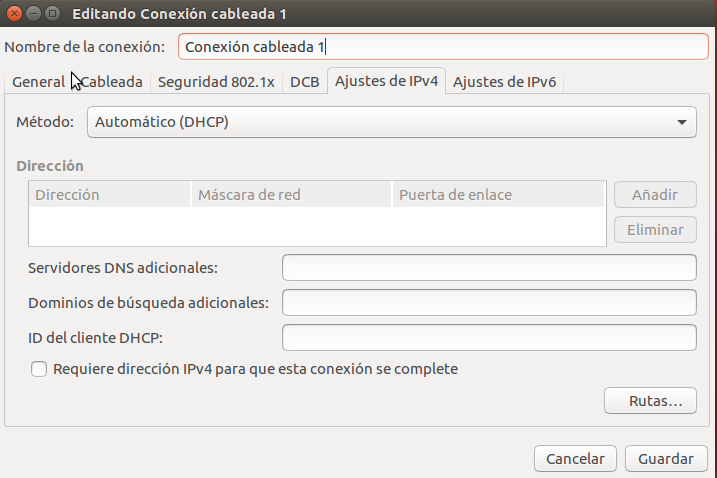 Editando Conexión cableada 1
Nombre de la conexión: Conexión cableada 1
General Cableada Seguridad 802.1x DCB Ajustes de IPv4 Ajustes de IPv6
Método: Automático (DHCP)
Dirección
Dirección Máscara de red Puerta de enlace Añadir
Eliminar
Servidores DNS adicionales:
Dominios de búsqueda adicionales:
ID del cliente DHCP:
Requiere dirección IPv4 para que esta conexión se complete
Rutas...
Cancelar Guardar